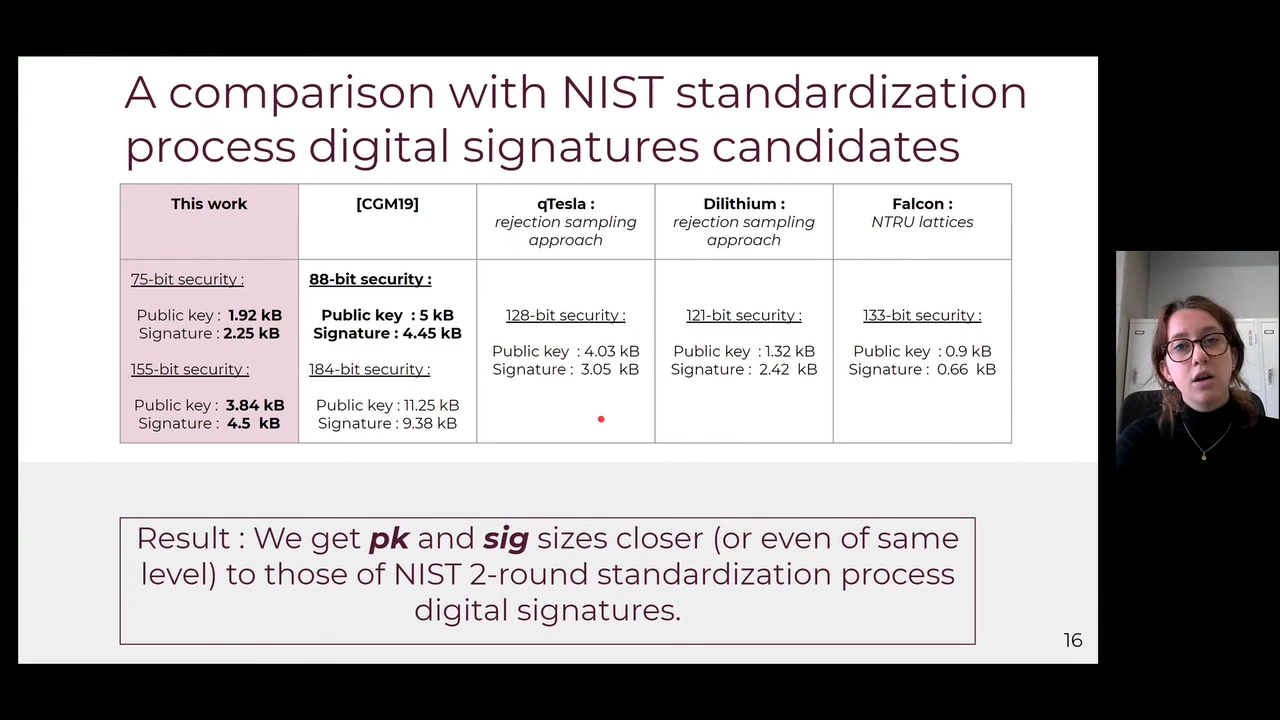 A comparison with NIST standardization
process digital signatures candidates
This work
[CGM19]
qTesla :
rejection sampling
approach
Dilithium :
rejection sampling
approach
Falcon :
NTRU lattices
75-bit security :
Public key : 1.92 kB
Signature : 2.25 kB
155-bit security :
Public key : 3.84 kB
Signature : 4.5 kB
88-bit security :
Public key : 5 kB
Signature : 4.45 kB
184-bit security :
Public key : 11.25 kB
Signature : 9.38 kB
128-bit security :
Public key : 4.03 kB
Signature : 3.05 kB
121-bit security :
Public key : 1.32 kB
Signature : 2.42 kB
133-bit security :
Public key : 0.9 kB
Signature : 0.66 kB
Result : We get pk and sig sizes closer (or even of same
level) to those of NIST 2-round standardization process
digital signatures.
16